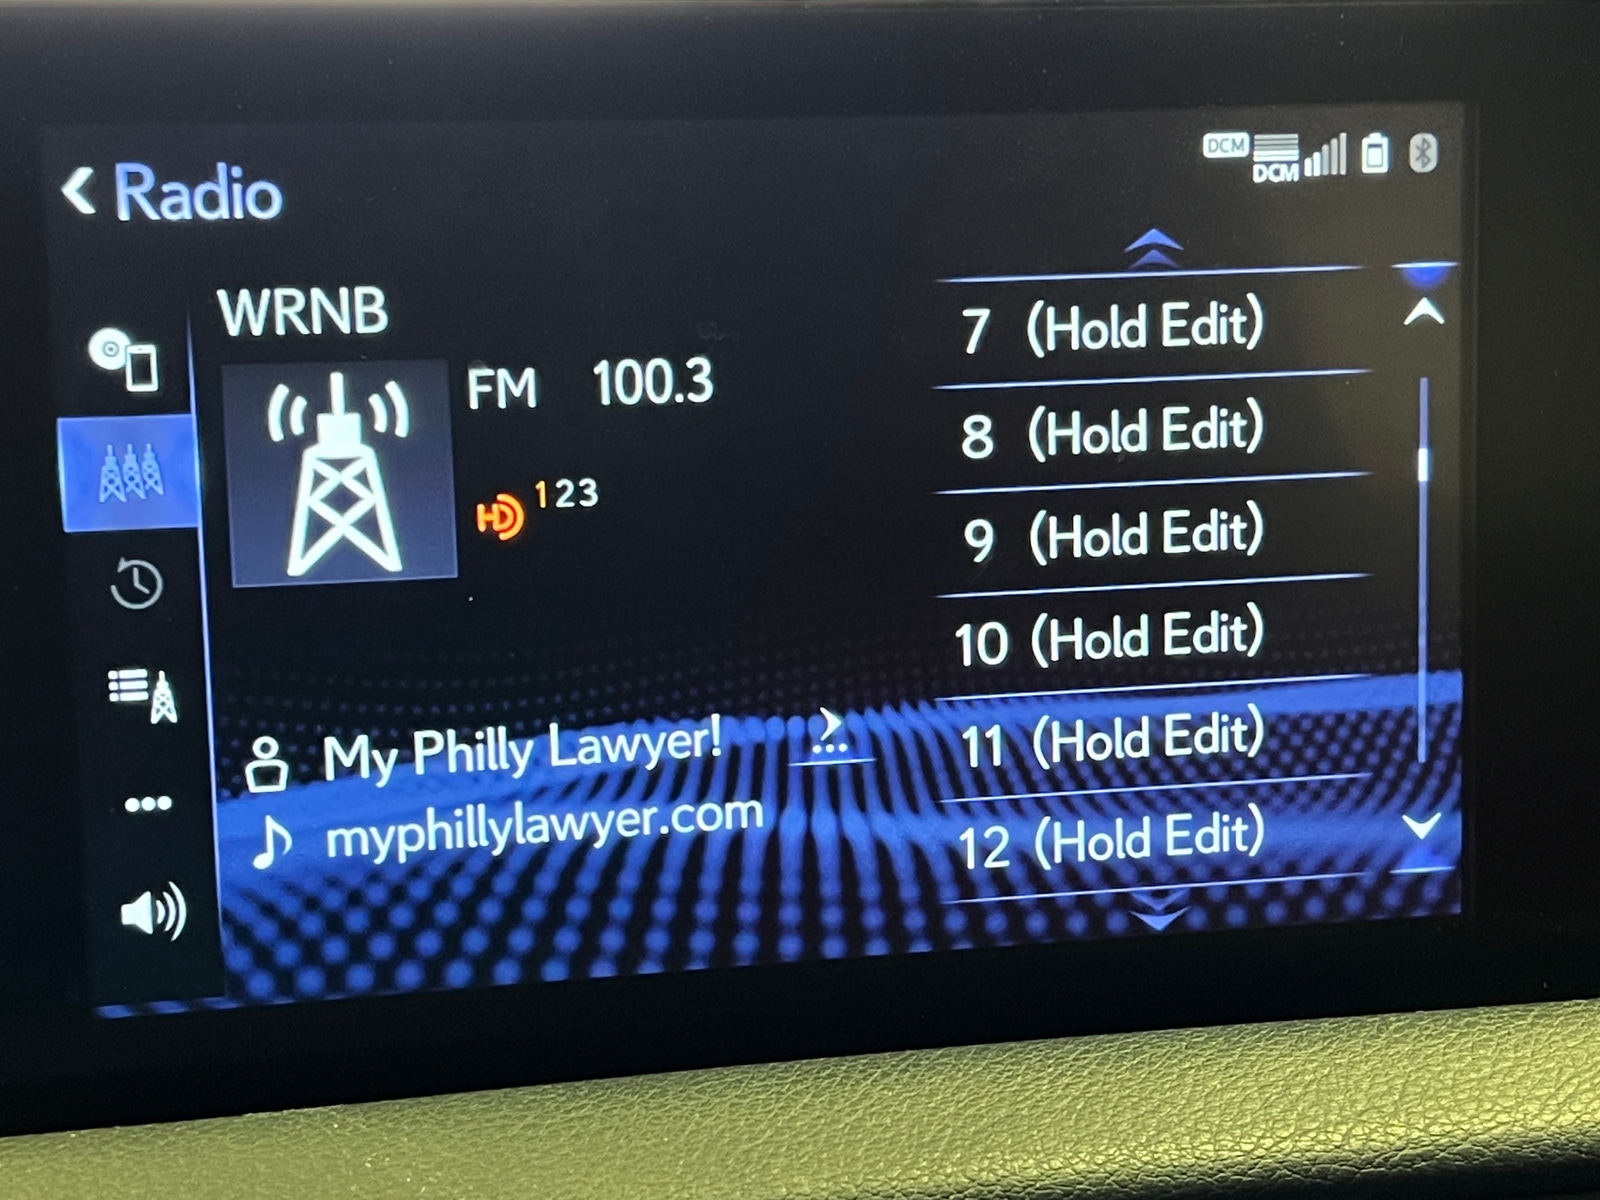 DCM
DCM
Radio
WRNB
FM 100.3
HD 123
My Philly Lawyer!
myphillylawyer.com
7 (Hold Edit)
8 (Hold Edit)
9 (Hold Edit)
10 (Hold Edit)
11 (Hold Edit)
12 (Hold Edit)